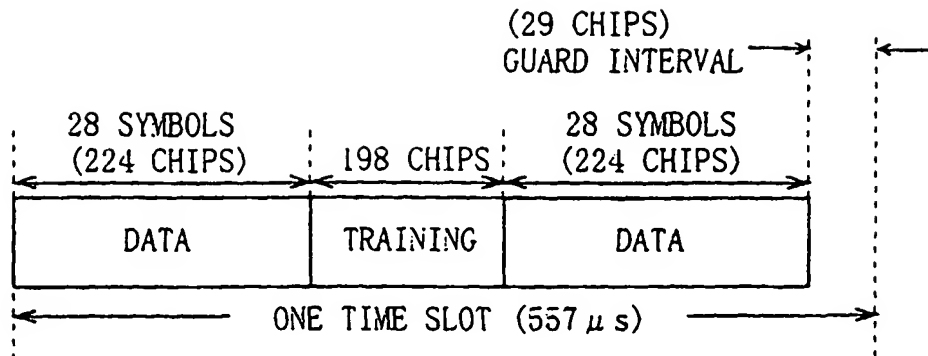 (29 CHIPS)
GUARD INTERVAL
28 SYMBOLS
(224 CHIPS)
198 CHIPS
28 SYMBOLS
(224 CHIPS)
DATA
TRAINING
DATA
ONE TIME SLOT (557 μs)